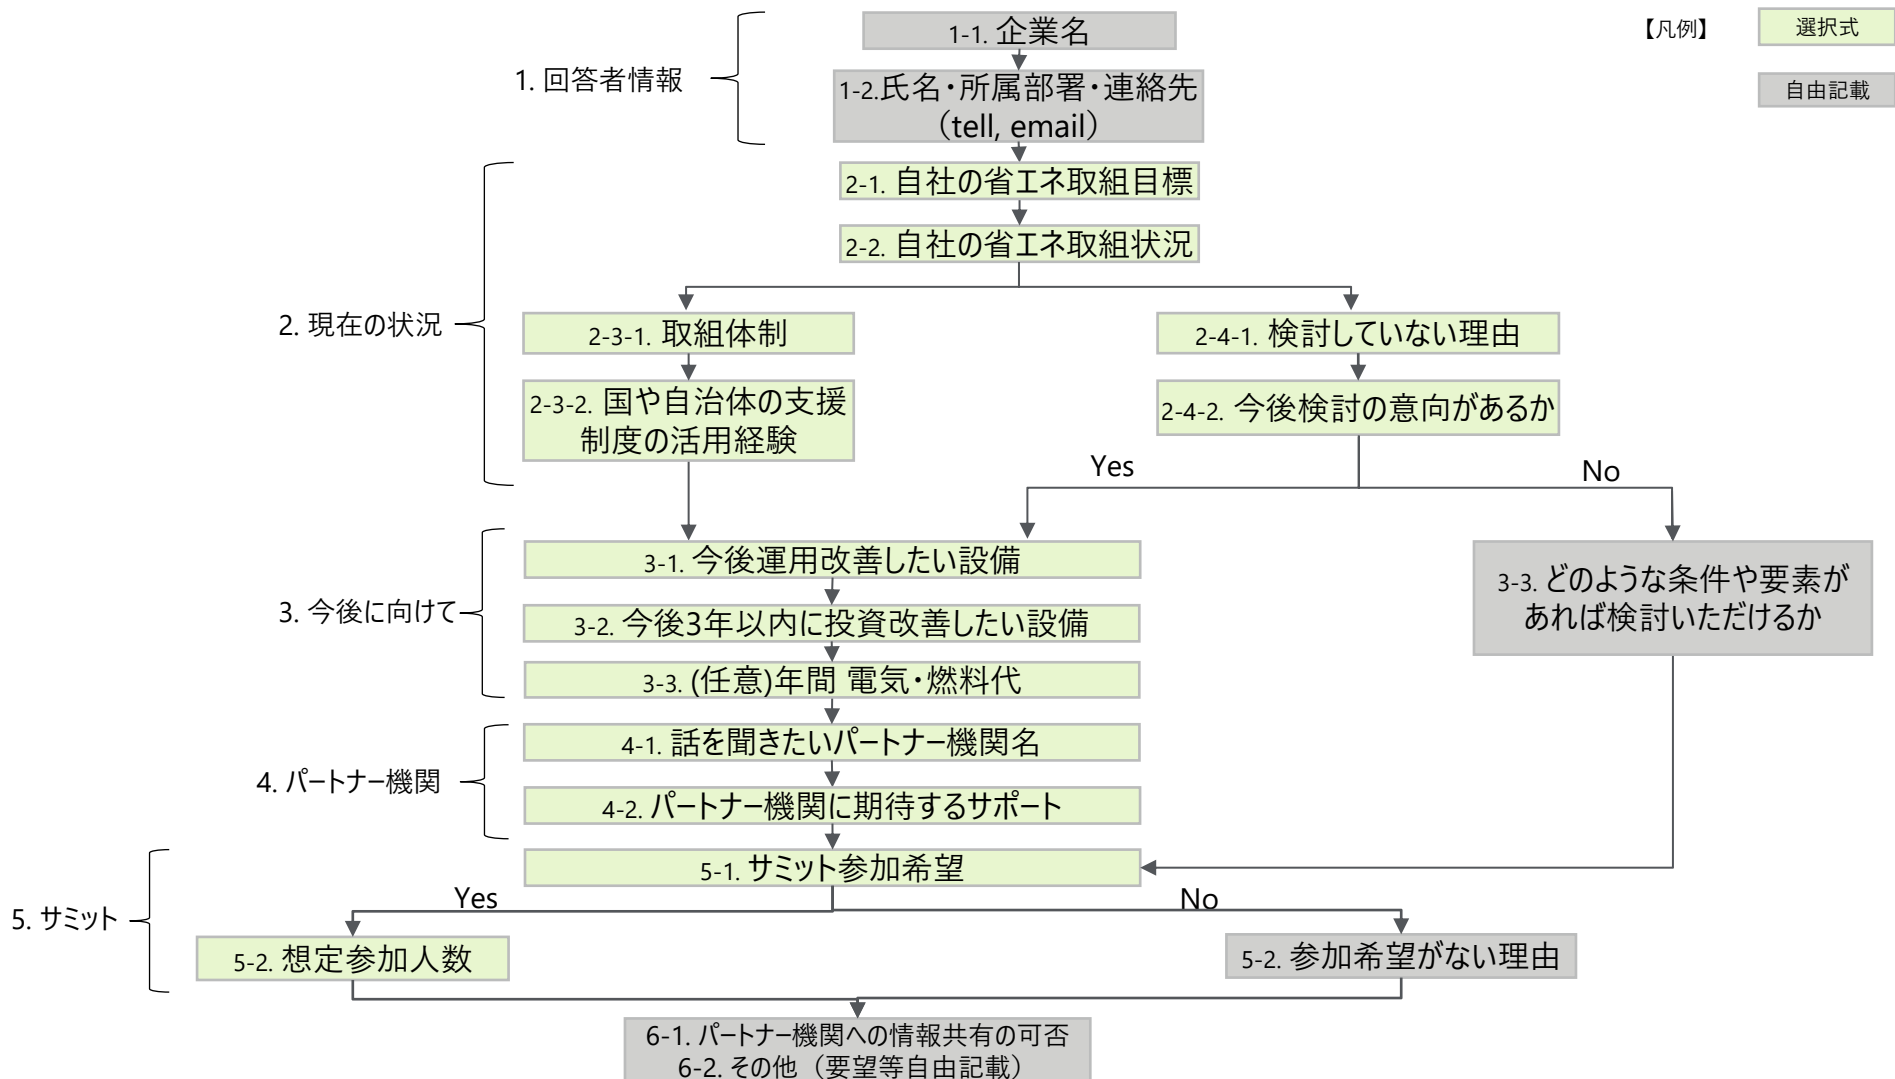 1-1. 企業名
【凡例】
選択式
自由記載
1. 回答者情報
1-2.氏名・所属部署・連絡先
（tell, email）
2-1. 自社の省エネ取組目標
2-2. 自社の省エネ取組状況
2. 現在の状況
2-3-1. 取組体制
2-4-1. 検討していない理由
2-3-2. 国や自治体の支援
制度の活用経験
2-4-2. 今後検討の意向があるか
Yes
No
3. 今後に向けて
3-1. 今後運用改善したい設備
3-3. どのような条件や要素が
あれば検討いただけるか
3-2. 今後3年以内に投資改善したい設備
3-3. (任意)年間 電気・燃料代
4. パートナー機関
4-1. 話を聞きたいパートナー機関名
4-2. パートナー機関に期待するサポート
5-1. サミット参加希望
Yes
No
5. サミット
5-2. 想定参加人数
5-2. 参加希望がない理由
6-1. パートナー機関への情報共有の可否
6-2. その他（要望等自由記載）